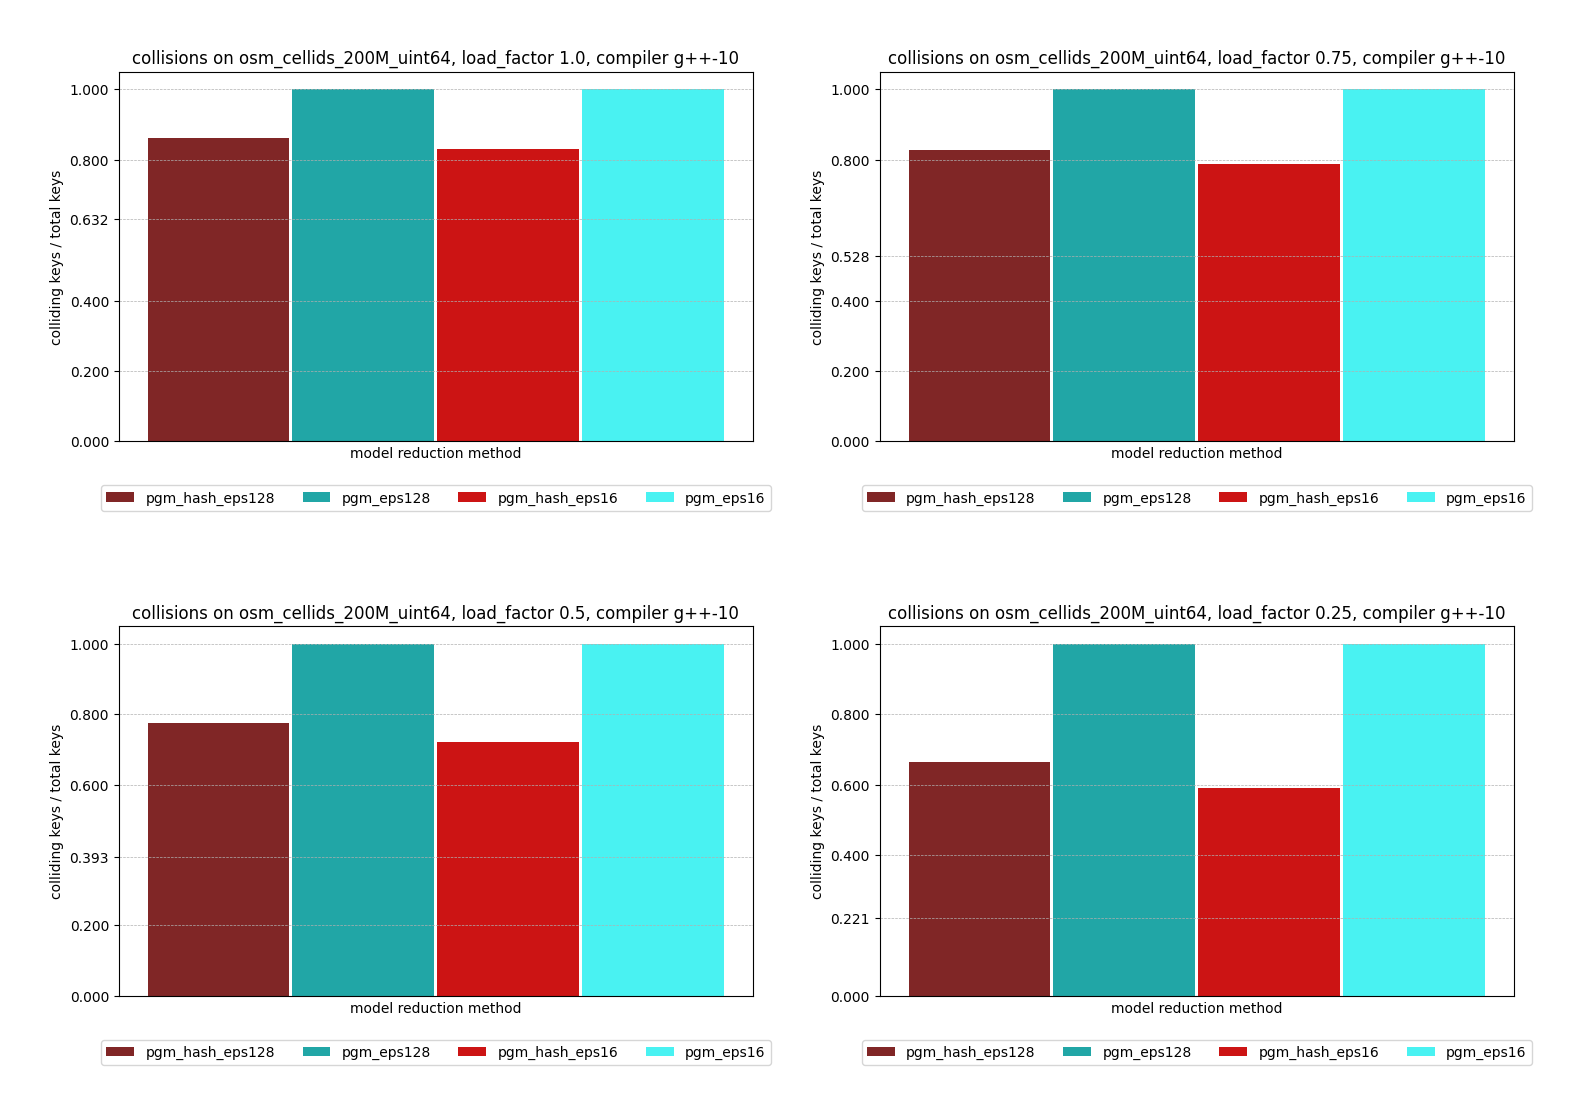 collisions on osm_cellids_200M_uint64, load_factor 1.0, compiler g++-10
1.000
0.800
0.632
0.400
0.200
0.000
colliding keys / total keys
model reduction method
pgm_hash_eps128 pgm_eps128 pgm_hash_eps16 pgm_eps16
collisions on osm_cellids_200M_uint64, load_factor 0.75, compiler g++-10
1.000
0.800
0.528
0.400
0.200
0.000
colliding keys / total keys
model reduction method
pgm_hash_eps128 pgm_eps128 pgm_hash_eps16 pgm_eps16
collisions on osm_cellids_200M_uint64, load_factor 0.5, compiler g++-10
1.000
0.800
0.600
0.393
0.200
0.000
colliding keys / total keys
model reduction method
pgm_hash_eps128 pgm_eps128 pgm_hash_eps16 pgm_eps16
collisions on osm_cellids_200M_uint64, load_factor 0.25, compiler g++-10
1.000
0.800
0.600
0.400
0.221
0.000
colliding keys / total keys
model reduction method
pgm_hash_eps128 pgm_eps128 pgm_hash_eps16 pgm_eps16